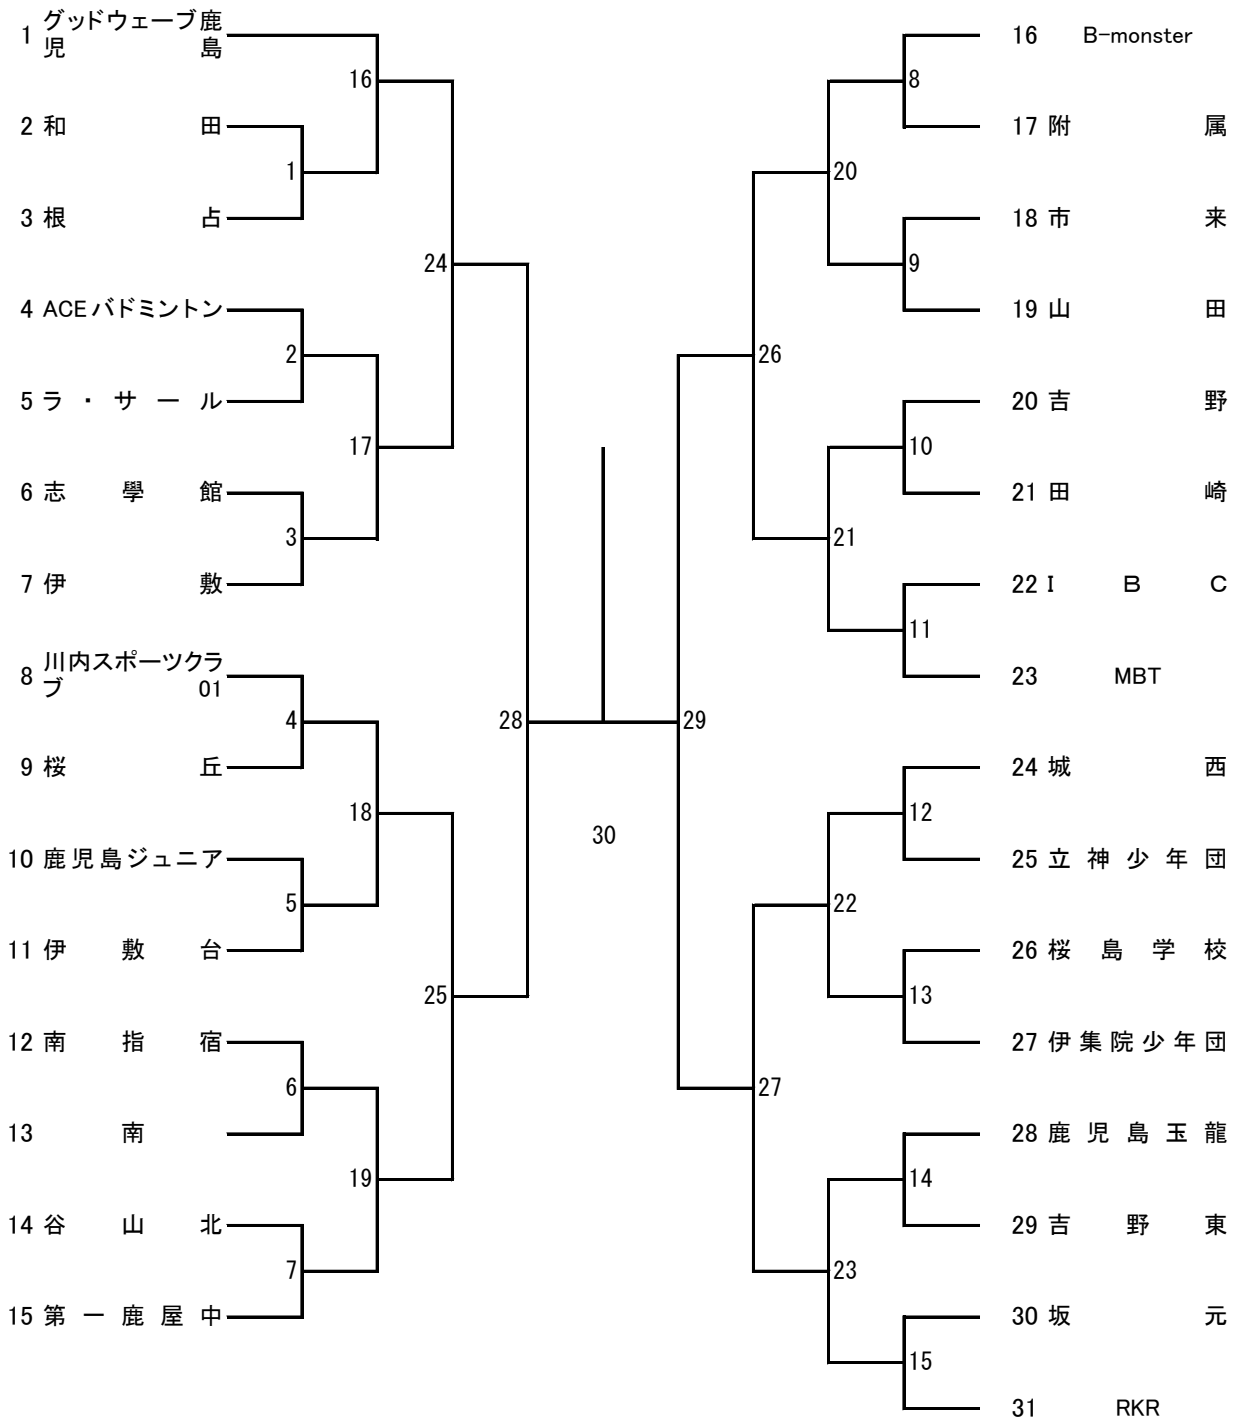 1 グッドウェーブ鹿
児島
16
2 和田
1
3 根占
24
4 ACEバドミントン
2
5 ラ・サール
17
6 志學館
3
7 伊敷
8 川内スポーツクラ
ブ01
4
28
9 桜丘
18
10 鹿児島ジュニア
5
11 伊敷台
25
12 南指宿
6
13 南
19
14 谷山北
7
15 第一鹿屋中
30
16 B-monster
8
17 附属
20
18 市来
9
19 山田
26
20 吉野
10
21 田崎
21
22 IBC
11
23 MBT
29
24 城西
12
25 立神少年団
22
26 桜島学校
13
27 伊集院少年団
27
28 鹿児島玉龍
14
29 吉野東
23
30 坂元
15
31 RKR